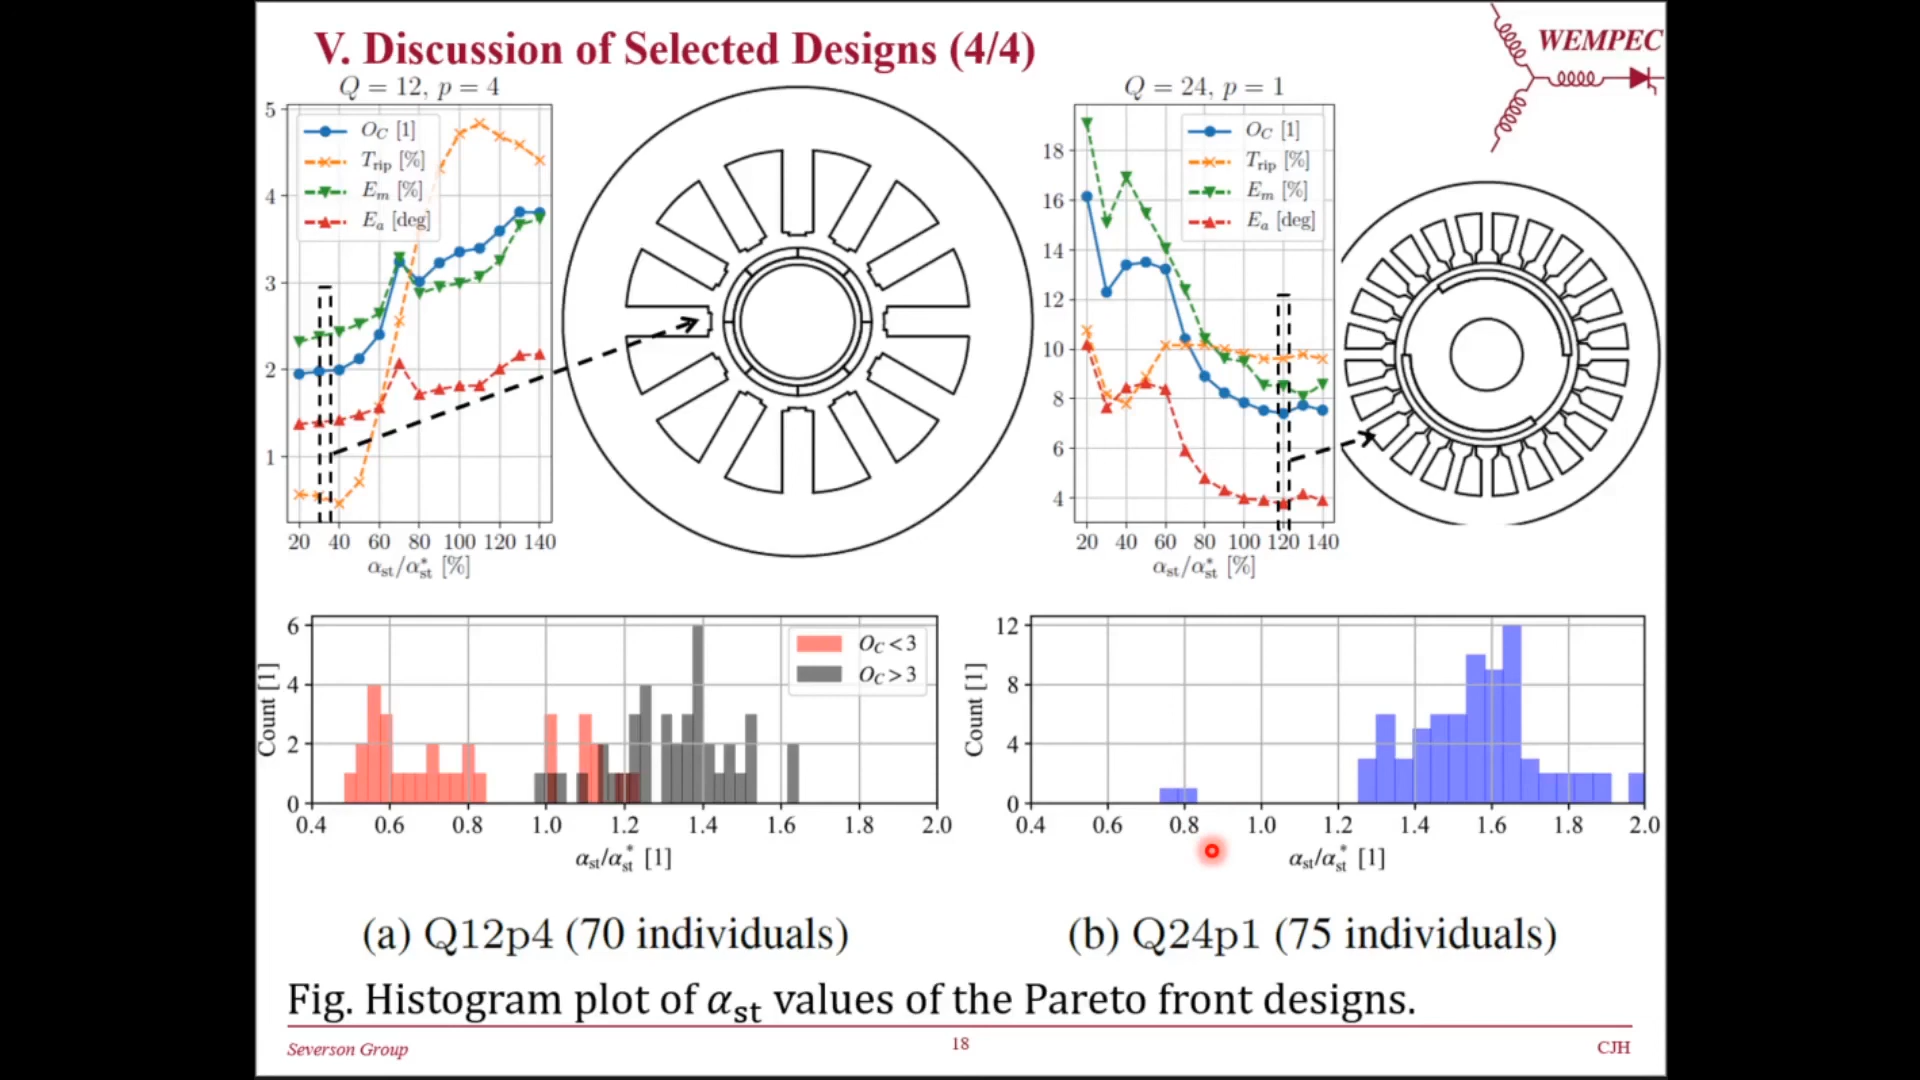 V. Discussion of Selected Designs (4/4)
WEMPEC
Q = 12, p = 4
5
4
3
2
1
O_C [1]
T_rip [%]
E_m [%]
E_a [deg]
20 40 60 80 100 120 140
α_st/α*_st [%]
Q = 24, p = 1
18
16
14
12
10
8
6
4
O_C [1]
T_rip [%]
E_m [%]
E_a [deg]
20 40 60 80 100 120 140
α_st/α*_st [%]
6
4
2
0
Count [1]
O_C < 3
O_C > 3
0.4 0.6 0.8 1.0 1.2 1.4 1.6 1.8 2.0
α_st/α*_st [1]
12
8
4
0
Count [1]
0.4 0.6 0.8 1.0 1.2 1.4 1.6 1.8 2.0
α_st/α*_st [1]
(a) Q12p4 (70 individuals)
(b) Q24p1 (75 individuals)
Fig. Histogram plot of α_st values of the Pareto front designs.
Severson Group
18
CJH